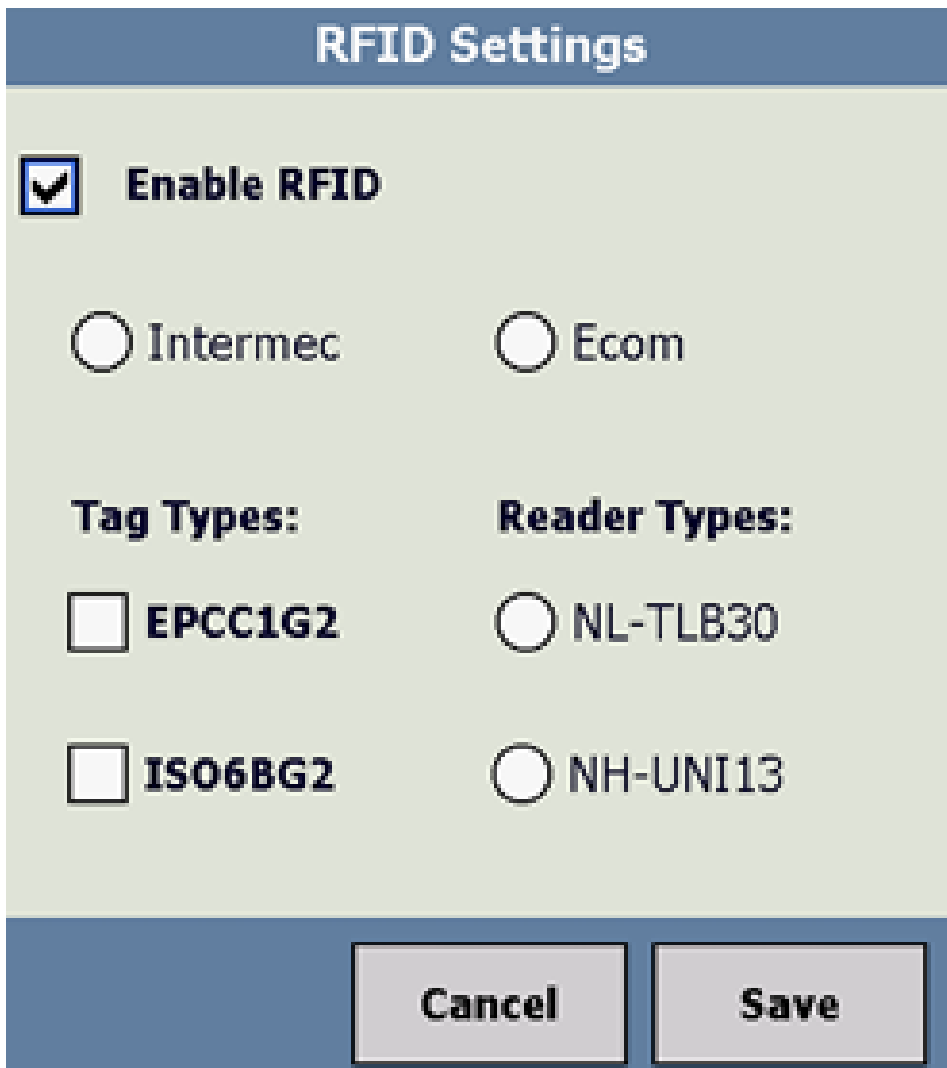 RFID Settings
Enable RFID
Intermec Ecom
Tag Types: Reader Types:
EPCC1G2 NL-TLB30
ISO6BG2 NH-UNI13
Cancel Save